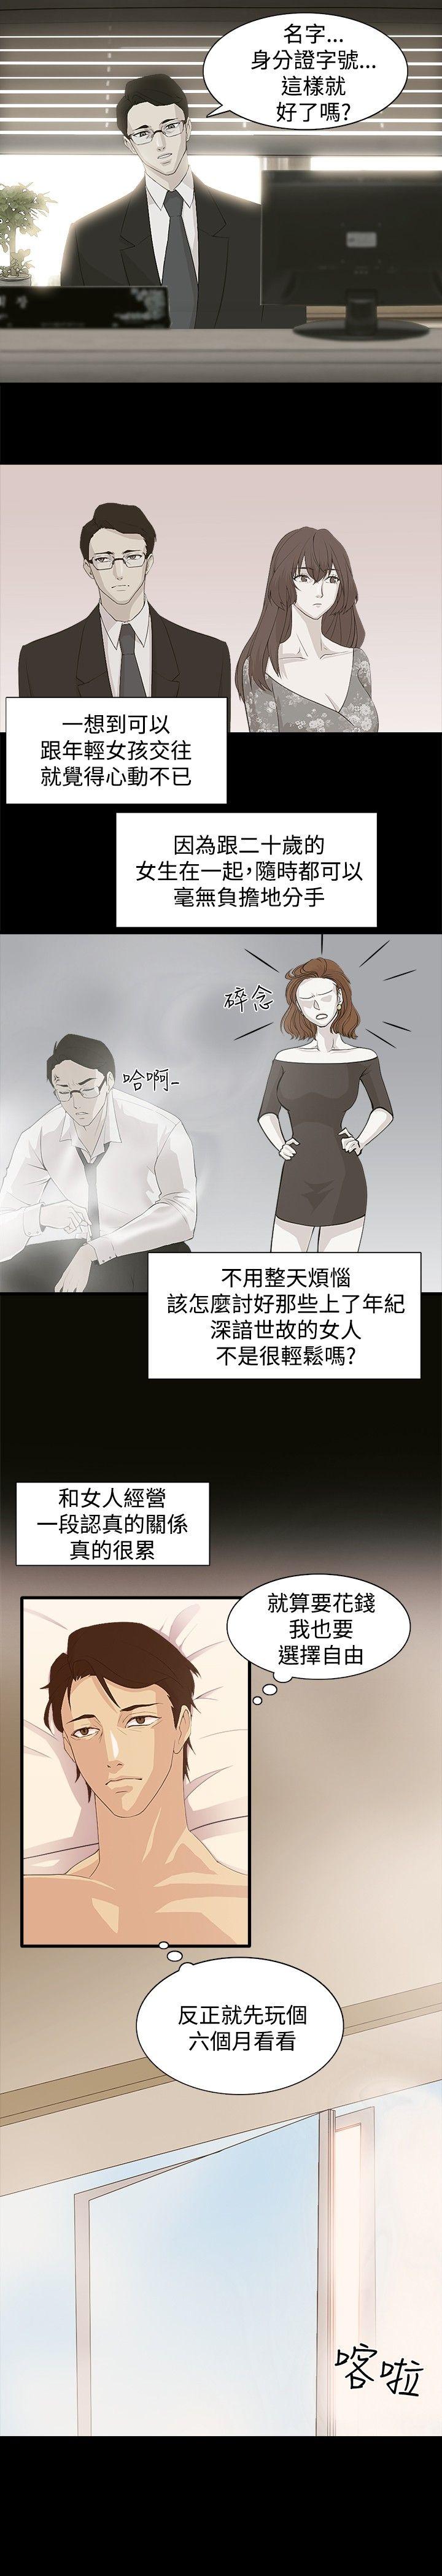 名字...
身分證字號...
這樣就
好了嗎?
一想到可以
跟年輕女孩交往
就覺得心動不已
因為跟二十歲的
女生在一起,隨時都可以
毫無負擔地分手
碎念
哈啊-
不用整天煩惱
該怎麼討好那些上了年紀
深諳世故的女人
不是很輕鬆嗎?
和女人經營
一段認真的關係
真的很累
就算要花錢
我也要
選擇自由
反正就先玩個
六個月看看
喀啦